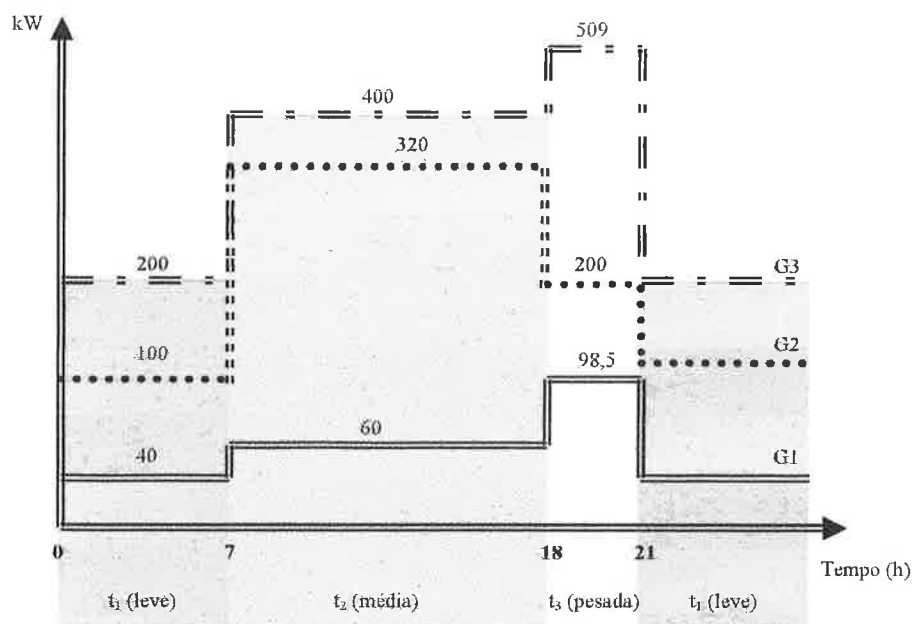 kW
509
400
320
200
200
G3
100
98,5
G2
60
40
G1
0 7 18 21
Tempo (h)
t₁ (leve) t₂ (média) t₃ (pesada) t₁ (leve)